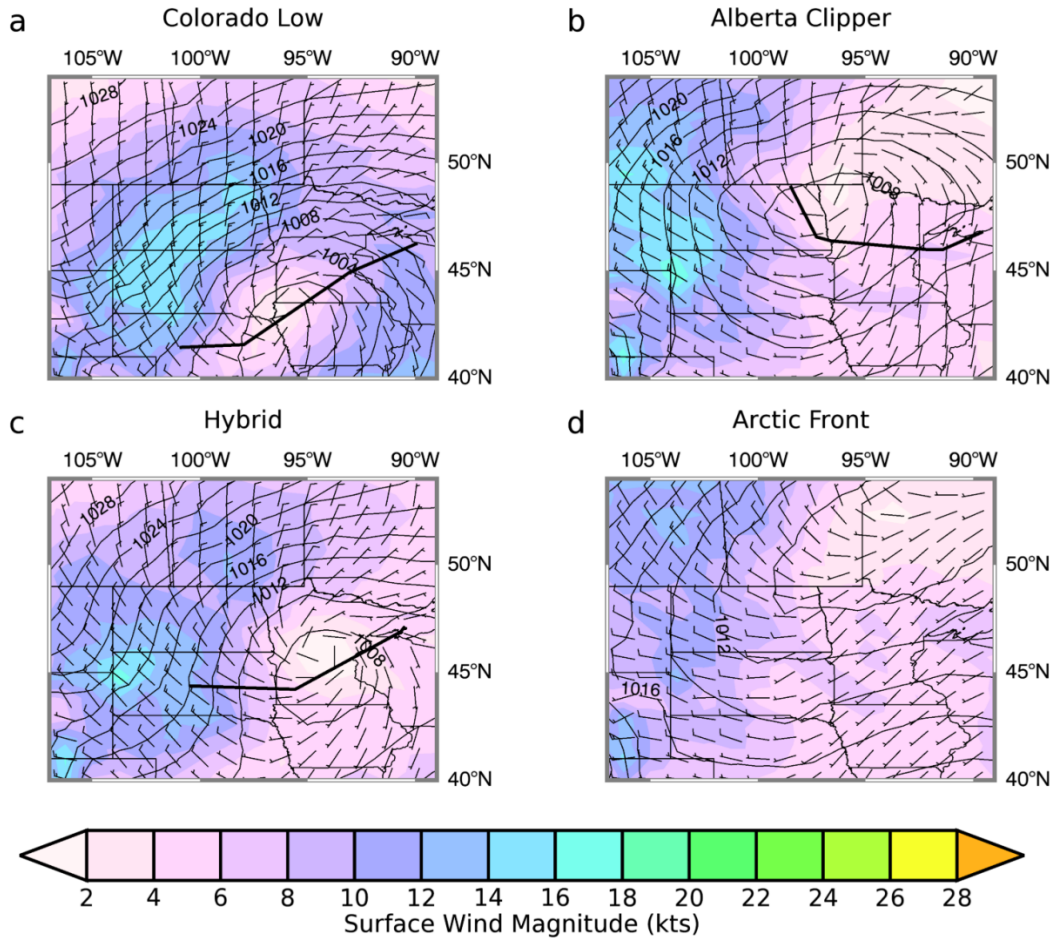 a Colorado Low
105°W 100°W 95°W 90°W
1028
1024
1020
1016
1012
1008
1002
50°N
45°N
40°N
b Alberta Clipper
105°W 100°W 95°W 90°W
1020
1016
1012
1008
50°N
45°N
40°N
c Hybrid
105°W 100°W 95°W 90°W
1028
1024
1020
1016
1012
1008
50°N
45°N
40°N
d Arctic Front
105°W 100°W 95°W 90°W
1012
1016
50°N
45°N
40°N
2 4 6 8 10 12 14 16 18 20 22 24 26 28
Surface Wind Magnitude (kts)